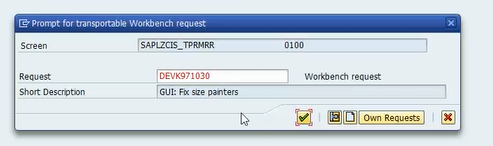 Prompt for transportable Workbench request
Screen SAPLZCIS_TPRMRR 0100
Request DEVK971030 Workbench request
Short Description GUI: Fix size painters
Own Requests